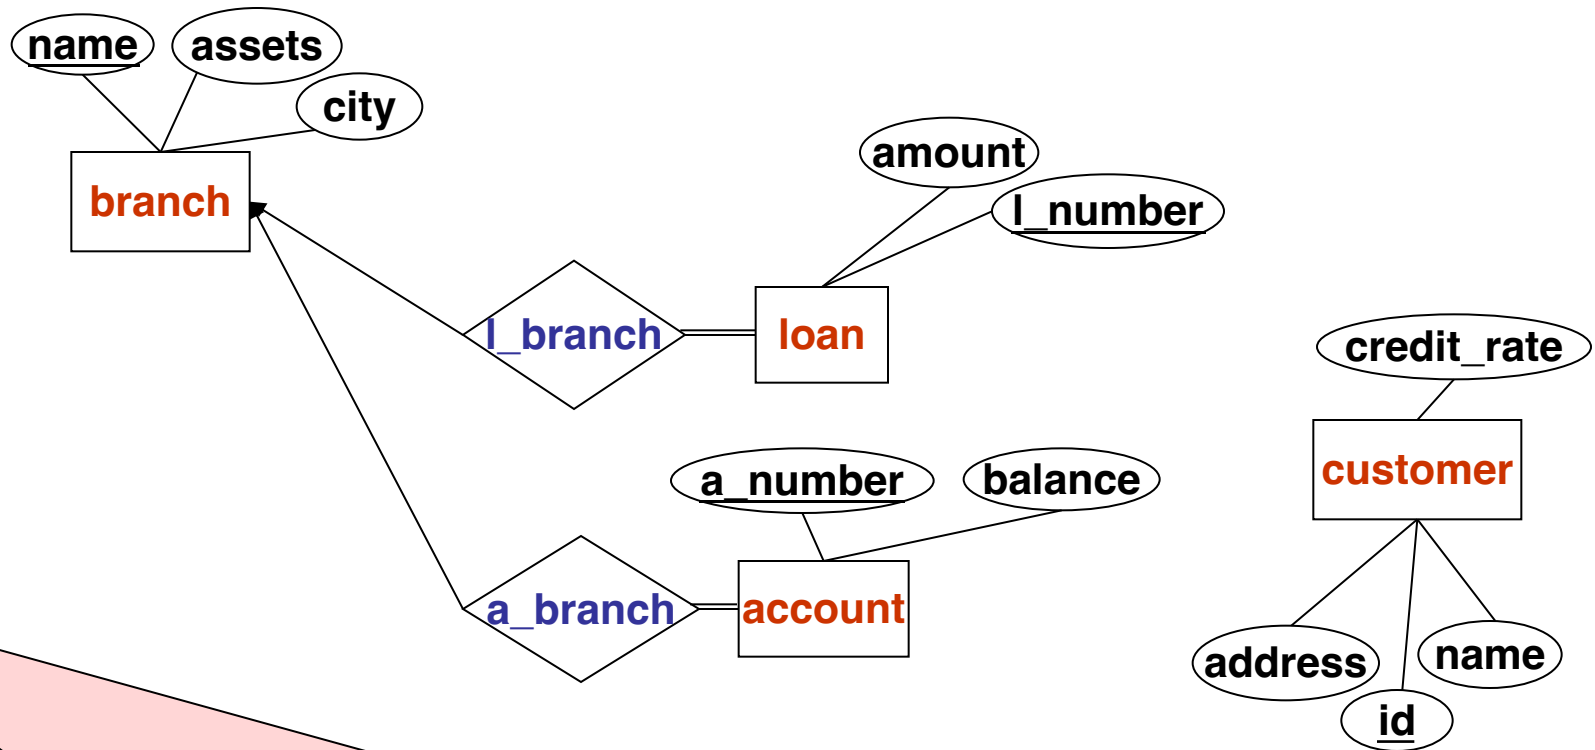 name
assets
city
branch
amount
l_number
l_branch
loan
credit_rate
customer
a_number
balance
a_branch
account
address
name
id